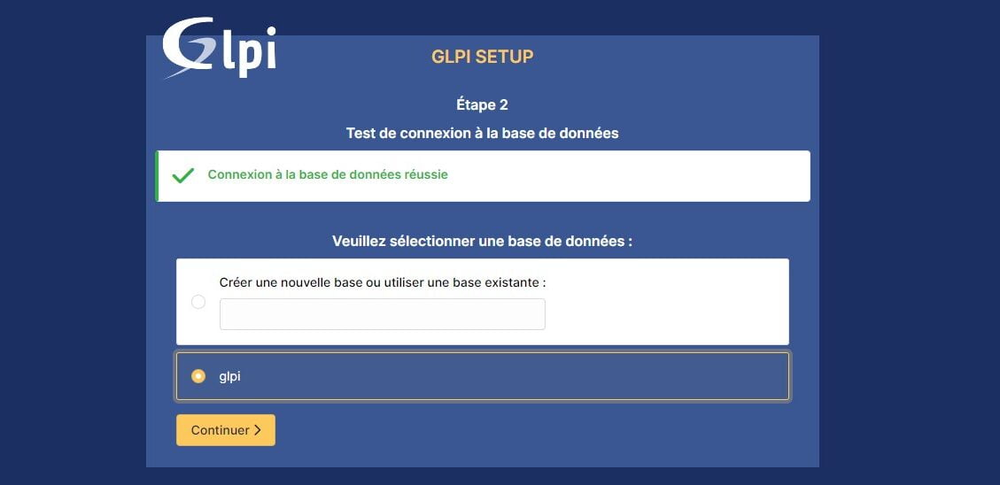 Glpi
GLPI SETUP
Étape 2
Test de connexion à la base de données
Connexion à la base de données réussie
Veuillez sélectionner une base de données :
Créer une nouvelle base ou utiliser une base existante :
glpi
Continuer